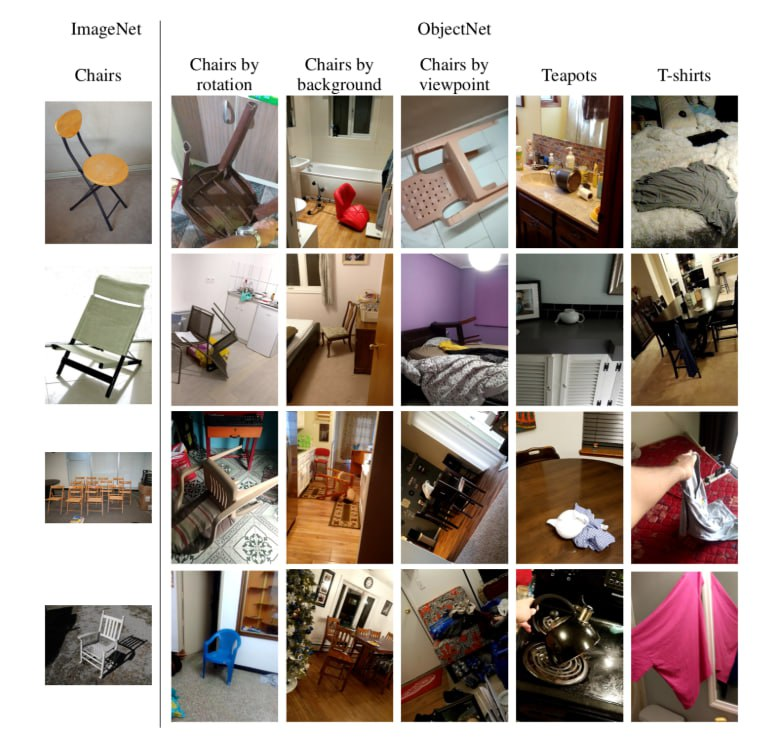 ImageNet
ObjectNet
Chairs
Chairs by
rotation
Chairs by
background
Chairs by
viewpoint
Teapots
T-shirts